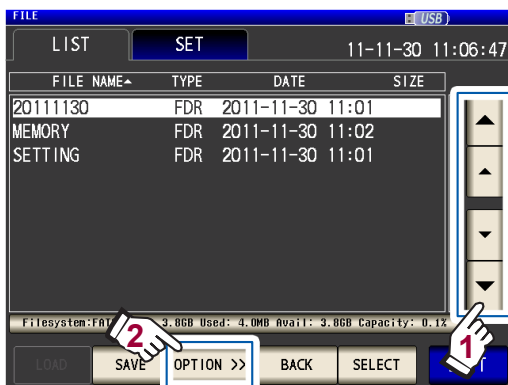 FILE USB
LIST SET 11-11-30 11:06:47
FILE NAME TYPE DATE SIZE
20111130 FDR 2011-11-30 11:01
MEMORY FDR 2011-11-30 11:02
SETTING FDR 2011-11-30 11:01
Filesystem:FAT 3.8GB Used: 4.0MB Avail: 3.8GB Capacity: 0.1%
2
1
LOAD SAVE OPTION >> BACK SELECT